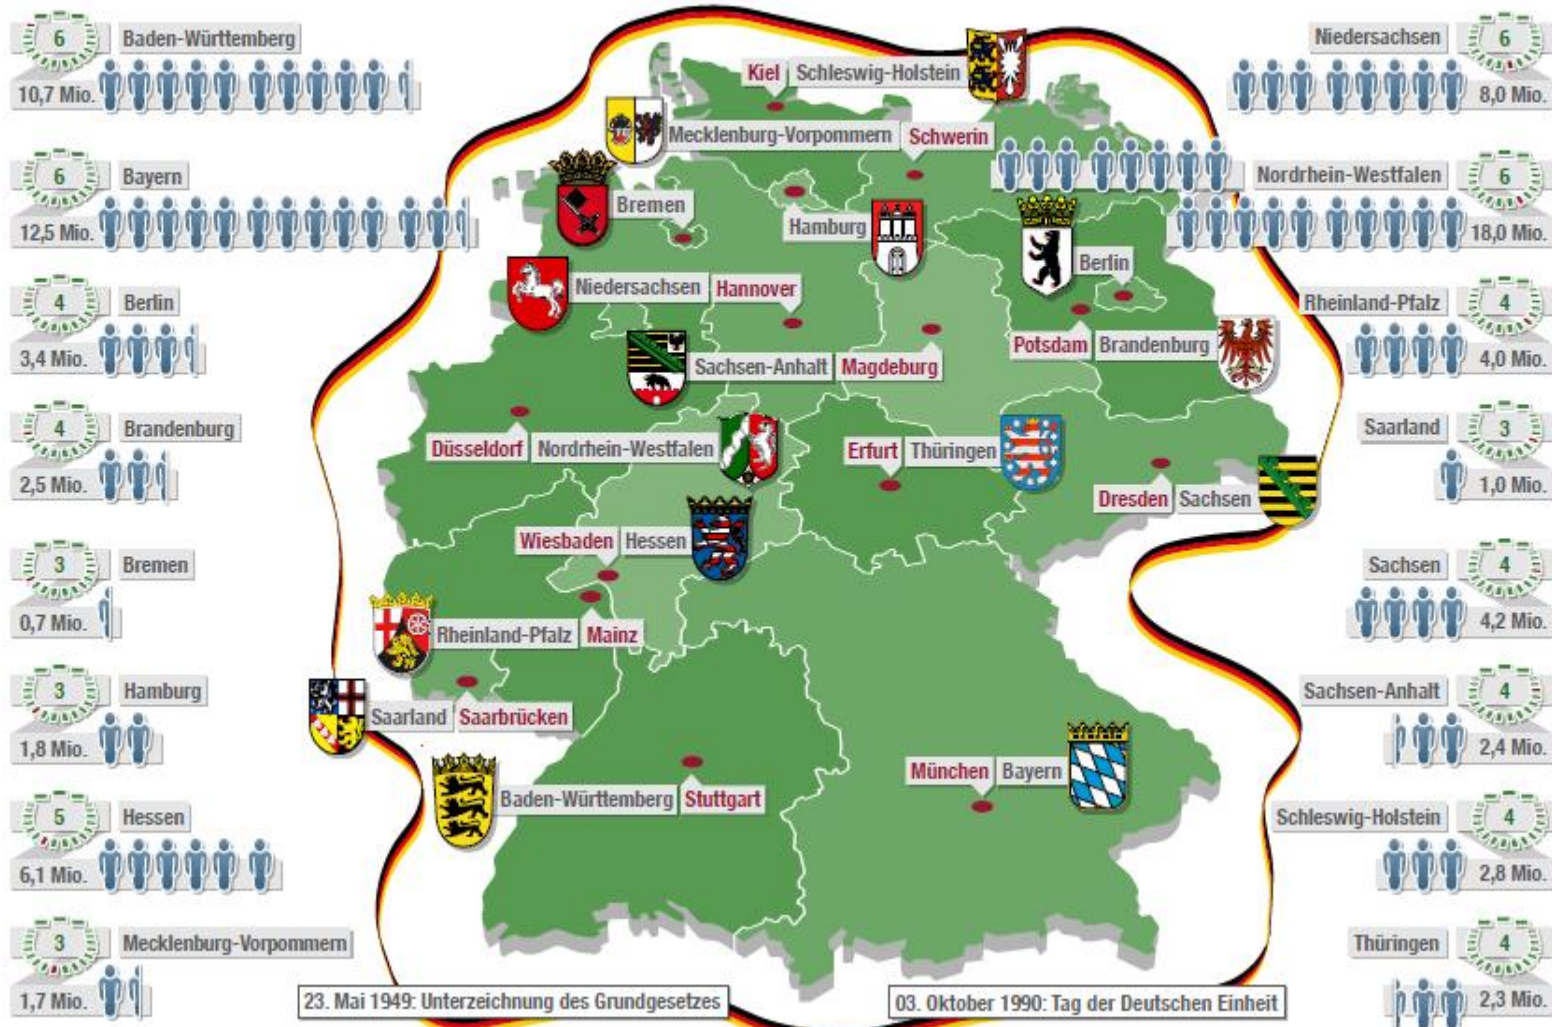 6 Baden-Württemberg
10,7 Mio.
6 Bayern
12,5 Mio.
4 Berlin
3,4 Mio.
4 Brandenburg
2,5 Mio.
3 Bremen
0,7 Mio.
3 Hamburg
1,8 Mio.
5 Hessen
6,1 Mio.
3 Mecklenburg-Vorpommern
1,7 Mio.
Kiel Schleswig-Holstein
Mecklenburg-Vorpommern Schwerin
Bremen
Hamburg
Berlin
Niedersachsen Hannover
Potsdam Brandenburg
Sachsen-Anhalt Magdeburg
Düsseldorf Nordrhein-Westfalen
Erfurt Thüringen
Dresden Sachsen
Wiesbaden Hessen
Rheinland-Pfalz Mainz
Saarland Saarbrücken
Baden-Württemberg Stuttgart
München Bayern
23. Mai 1949: Unterzeichnung des Grundgesetzes
03. Oktober 1990: Tag der Deutschen Einheit
Niedersachsen 6
8,0 Mio.
Nordrhein-Westfalen 6
18,0 Mio.
Rheinland-Pfalz 4
4,0 Mio.
Saarland 3
1,0 Mio.
Sachsen 4
4,2 Mio.
Sachsen-Anhalt 4
2,4 Mio.
Schleswig-Holstein 4
2,8 Mio.
Thüringen 4
2,3 Mio.